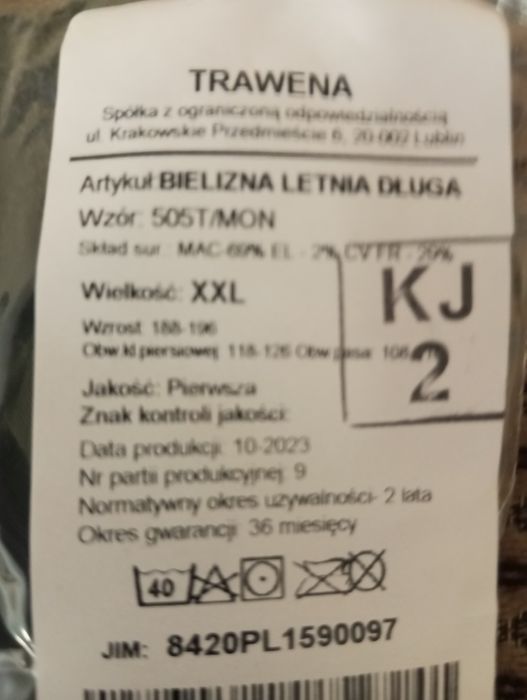 TRAWENA
Spółka z ograniczoną odpowiedzialnością
ul. Krakowskie Przedmieście 6, 20-002 Lublin
Artykuł: BIELIZNA LETNIA DŁUGA
Wzór: 505T/MON
Skład sur.: MAC-69% EL - 2% CVTR - 29%
Wielkość: XXL
KJ
2
Wzrost: 188-196
Obw.kl.piersiowej: 118-126 Obw.pasa: 108
Jakość: Pierwsza
Znak kontroli jakości:
Data produkcji: 10-2023
Nr partii produkcyjnej: 9
Normatywny okres używalności- 2 lata
Okres gwarancji: 36 miesięcy
40
JIM: 8420PL1590097